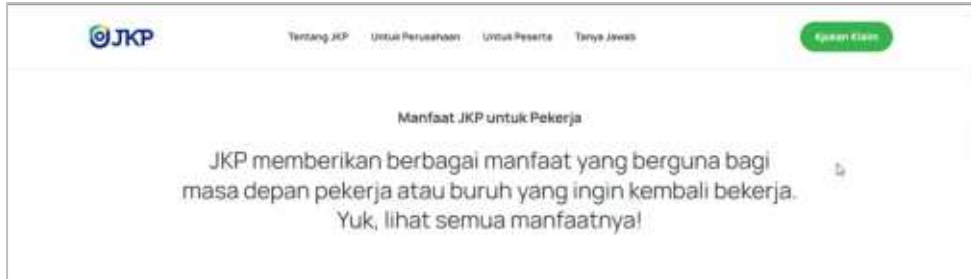 JKP
Tentang JKP Untuk Perusahaan Untuk Peserta Tanya Jawab Ajukan Klaim
Manfaat JKP untuk Pekerja
JKP memberikan berbagai manfaat yang berguna bagi
masa depan pekerja atau buruh yang ingin kembali bekerja.
Yuk, lihat semua manfaatnya!